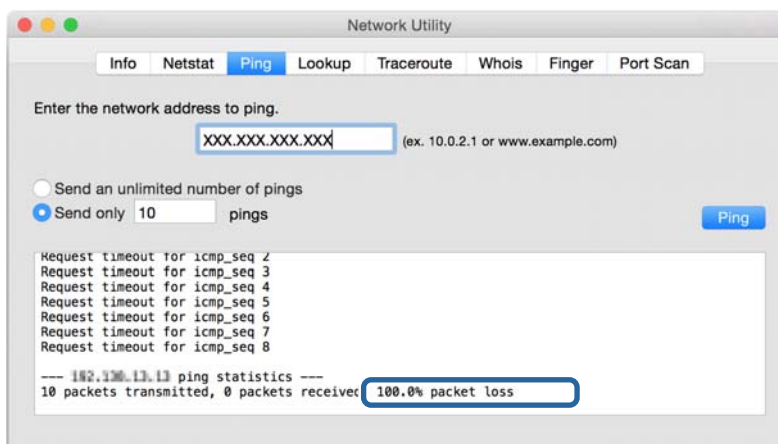 Network Utility
Info Netstat Ping Lookup Traceroute Whois Finger Port Scan
Enter the network address to ping.
XXX.XXX.XXX.XXX (ex. 10.0.2.1 or www.example.com)
Send an unlimited number of pings
Send only 10 pings
Ping
Request timeout for icmp_seq 2
Request timeout for icmp_seq 3
Request timeout for icmp_seq 4
Request timeout for icmp_seq 5
Request timeout for icmp_seq 6
Request timeout for icmp_seq 7
Request timeout for icmp_seq 8
--- ping statistics ---
10 packets transmitted, 0 packets received 100.0% packet loss